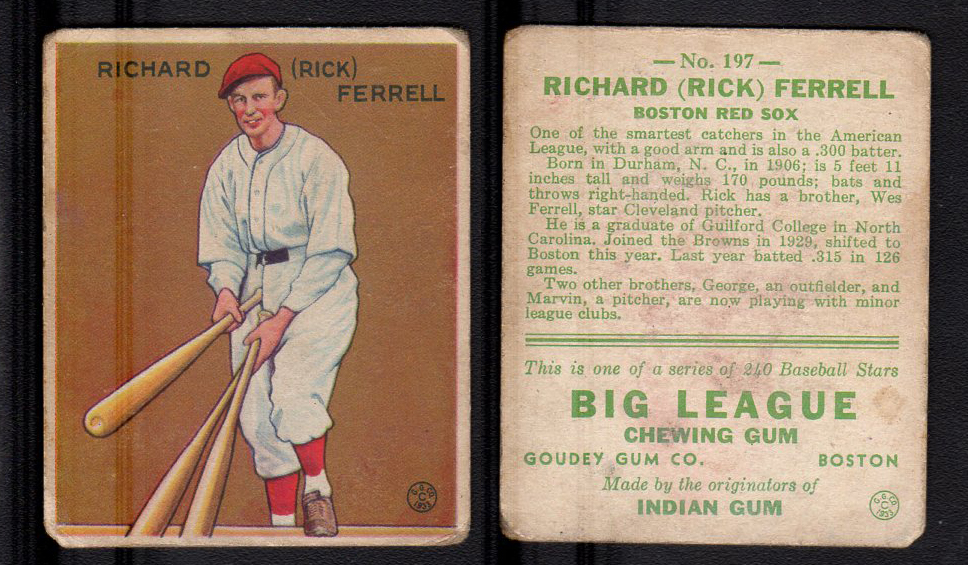 RICHARD (RICK)
FERRELL
G. G. Co.
C
1933
— No. 197 —
RICHARD (RICK) FERRELL
BOSTON RED SOX
One of the smartest catchers in the American
League, with a good arm and is also a .300 batter.
Born in Durham, N. C., in 1906; is 5 feet 11
inches tall and weighs 170 pounds; bats and
throws right-handed. Rick has a brother, Wes
Ferrell, star Cleveland pitcher.
He is a graduate of Guilford College in North
Carolina. Joined the Browns in 1929, shifted to
Boston this year. Last year batted .315 in 126
games.
Two other brothers, George, an outfielder, and
Marvin, a pitcher, are now playing with minor
league clubs.
This is one of a series of 240 Baseball Stars
BIG LEAGUE
CHEWING GUM
GOUDEY GUM CO. BOSTON
Made by the originators of
INDIAN GUM
G. G. Co.
C
1933